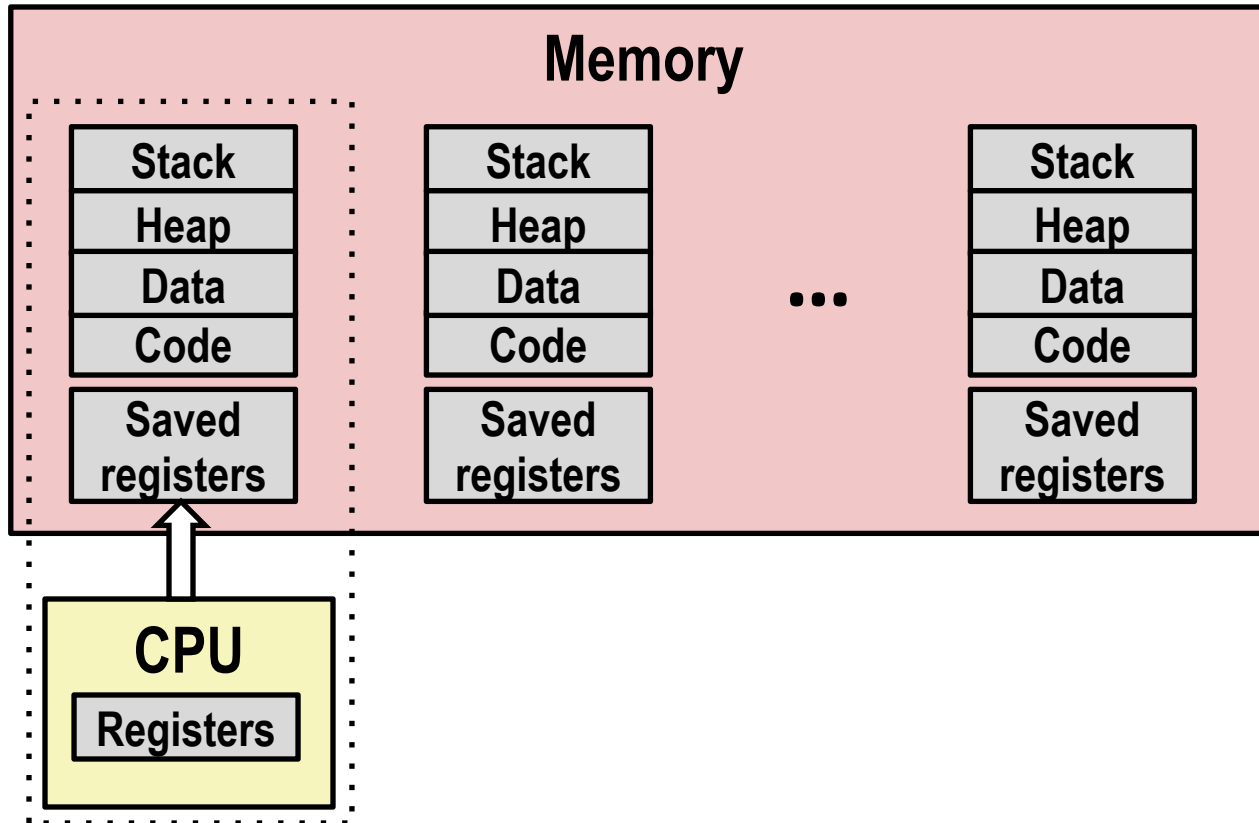 Memory
Stack
Heap
Data
Code
Saved
registers
Stack
Heap
Data
Code
Saved
registers
...
Stack
Heap
Data
Code
Saved
registers
CPU
Registers